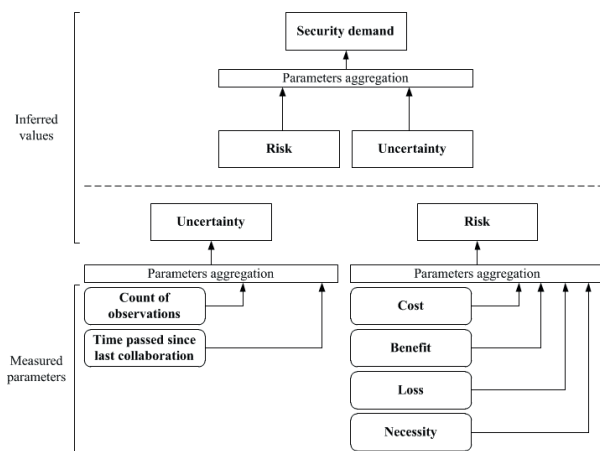 Security demand
Parameters aggregation
Inferred
values
Risk
Uncertainty
Uncertainty
Risk
Parameters aggregation
Parameters aggregation
Count of
observations
Cost
Time passed since
last collaboration
Benefit
Measured
parameters
Loss
Necessity